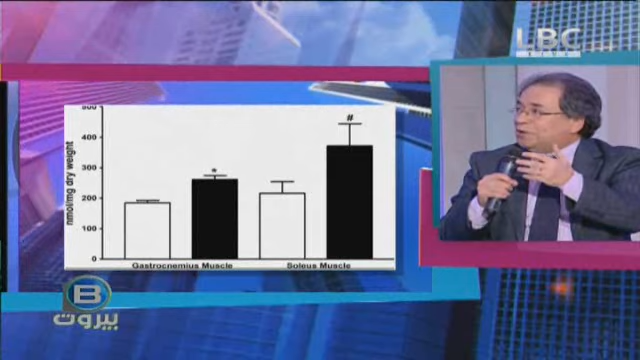 LBC
500
400
300
200
100
0
nmol/mg dry weight
*
#
Gastrocnemius Muscle
Soleus Muscle
B
بيروت